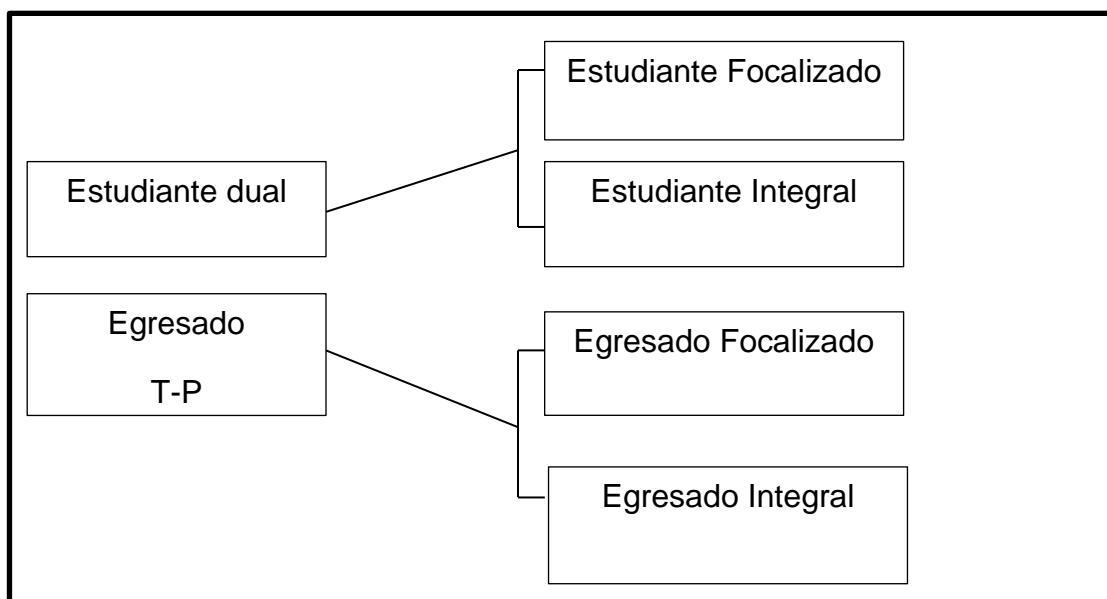 Estudiante Focalizado
Estudiante dual
Estudiante Integral
Egresado
T-P
Egresado Focalizado
Egresado Integral